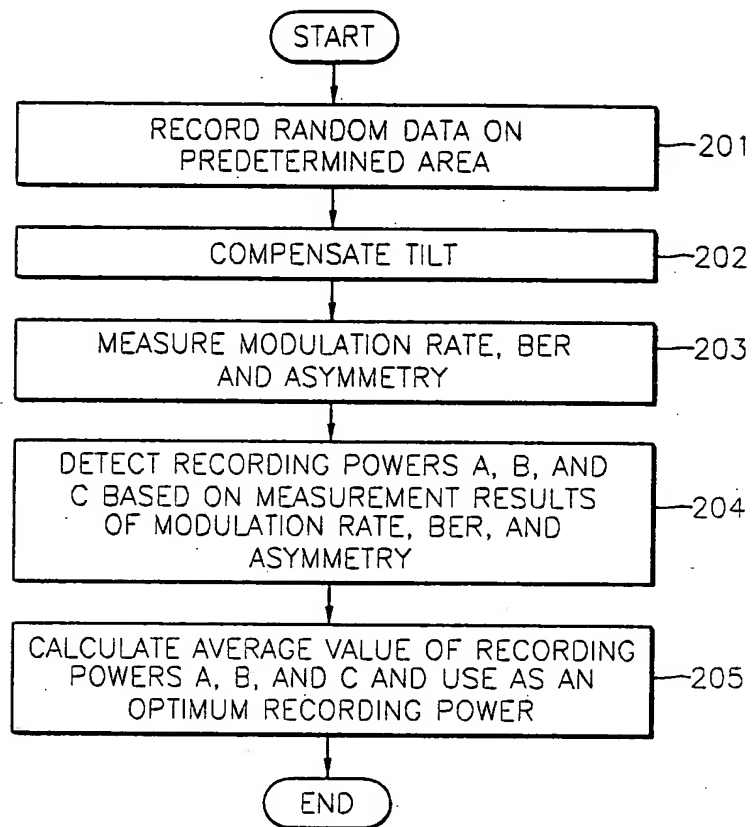 START
RECORD RANDOM DATA ON
PREDETERMINED AREA
201
COMPENSATE TILT
202
MEASURE MODULATION RATE, BER
AND ASYMMETRY
203
DETECT RECORDING POWERS A, B, AND
C BASED ON MEASUREMENT RESULTS
OF MODULATION RATE, BER, AND
ASYMMETRY
204
CALCULATE AVERAGE VALUE OF RECORDING
POWERS A, B, AND C AND USE AS AN
OPTIMUM RECORDING POWER
205
END